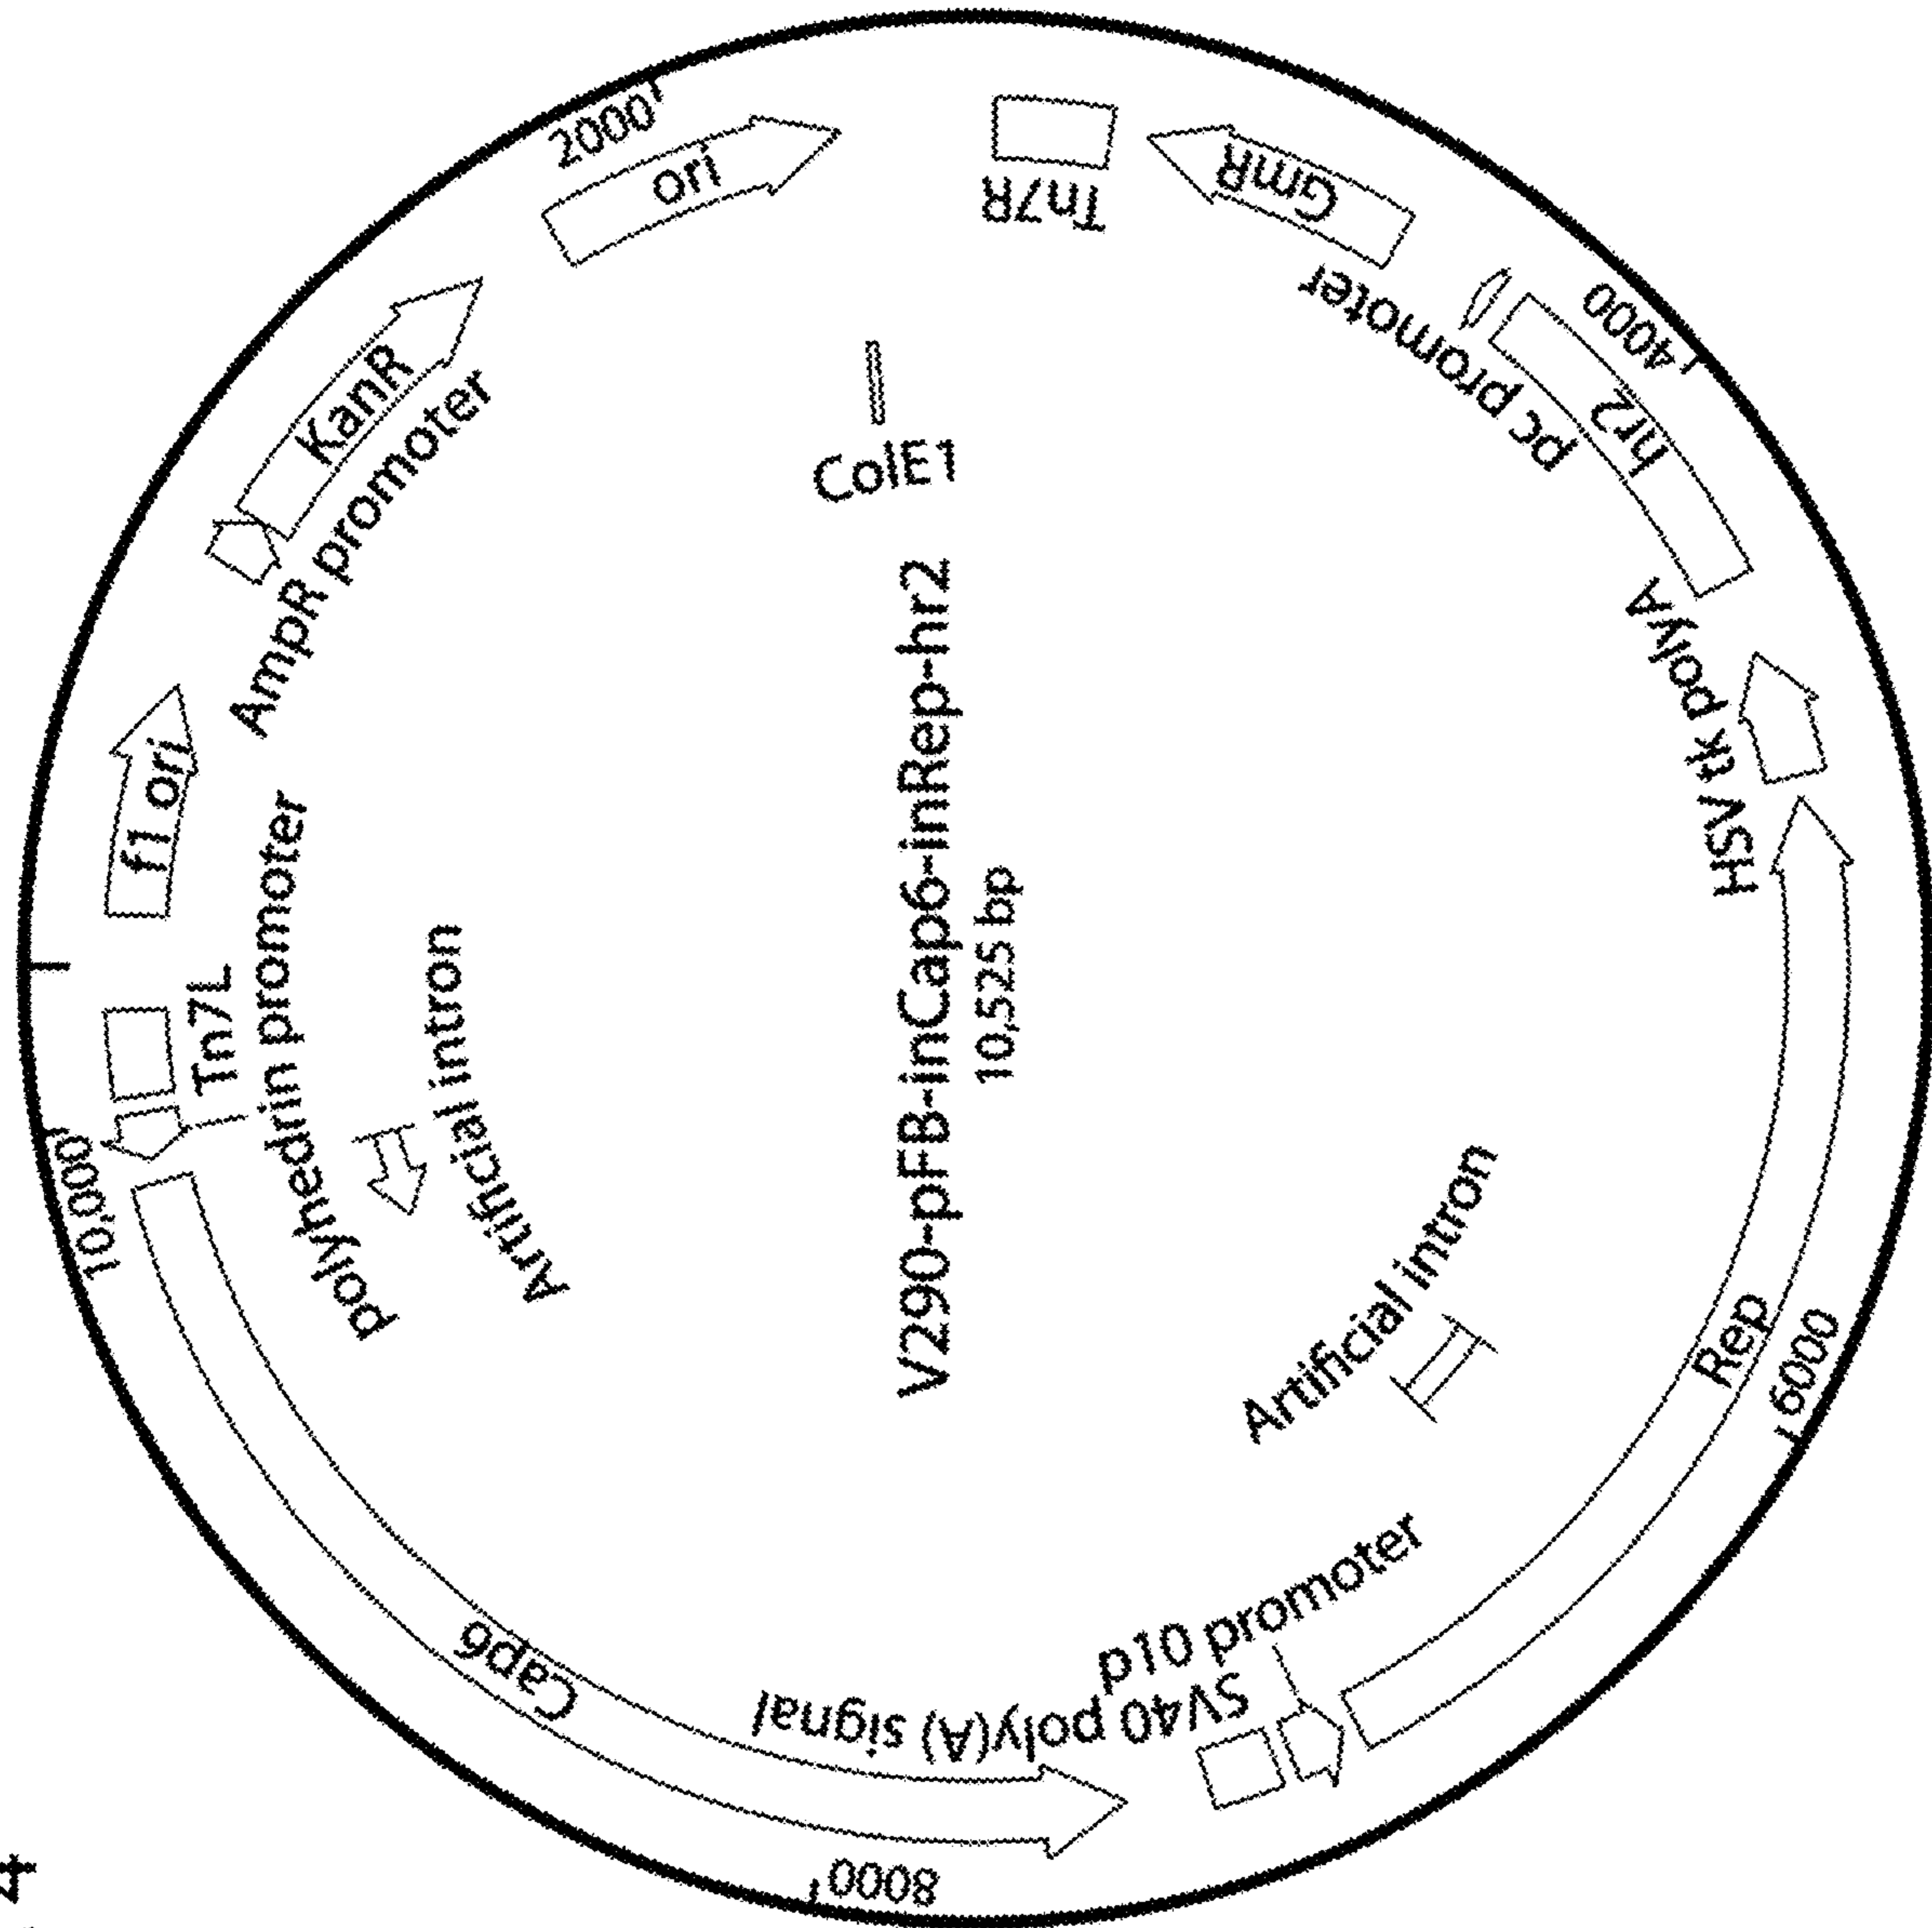 V290-pFB-inCap6-inRep-hr2
10,525 bp
2000
ori
ColE1
Tn7R
GmR
pc promoter
4000
hr2
HSV tk polyA
Rep
6000
Artificial intron
p10 promoter
SV40 poly(A) signal
8000
Cap6
10,000
polyhedrin promoter
Artificial intron
Tn7L
f1 ori
AmpR promoter
KanR